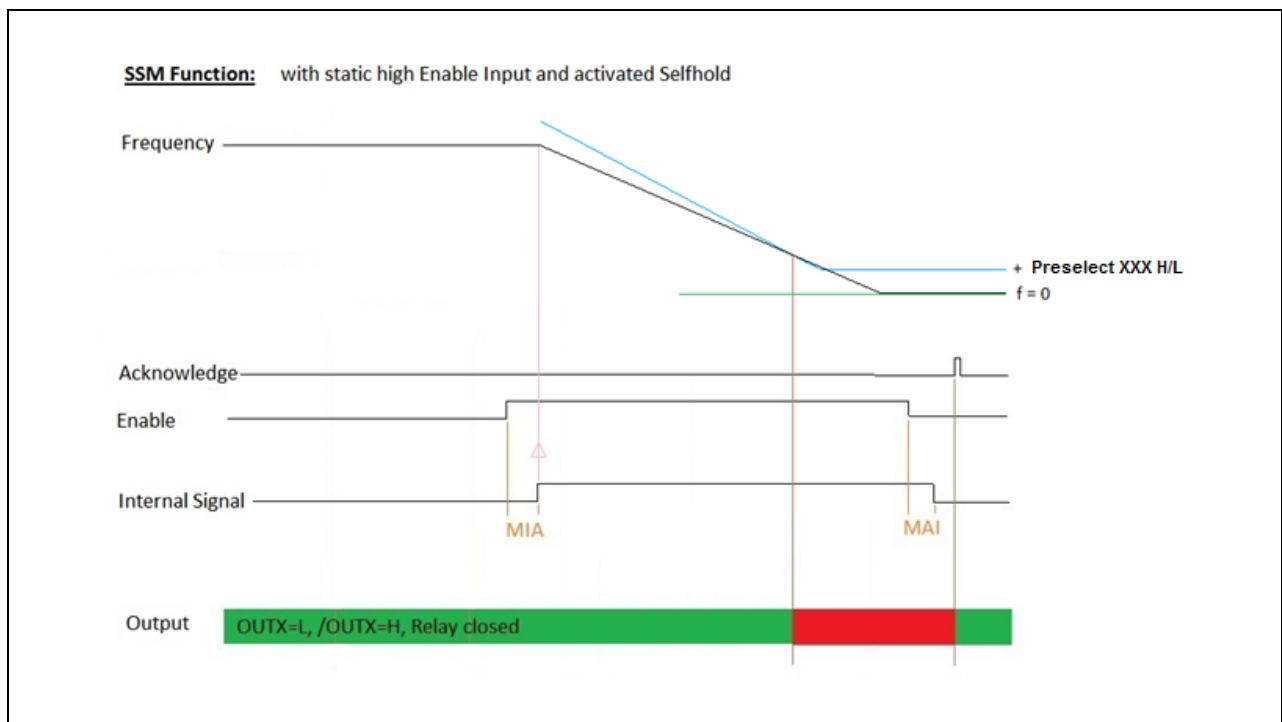 SSM Function: with static high Enable Input and activated Selfhold
Frequency
+ Preselect XXX H/L
f = 0
Acknowledge
Enable
Internal Signal
MIA
MAI
Output
OUTX=L, /OUTX=H, Relay closed